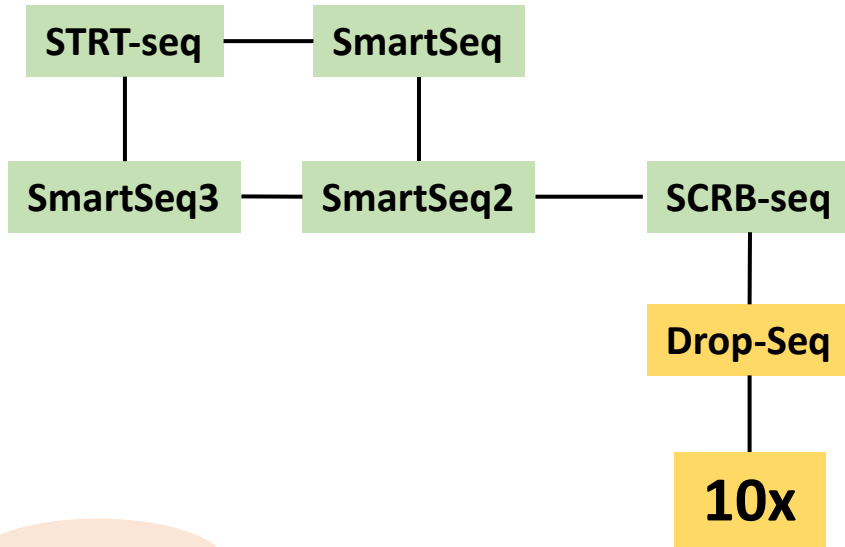 STRT-seq
SmartSeq
SmartSeq3
SmartSeq2
SCRB-seq
Drop-Seq
10x